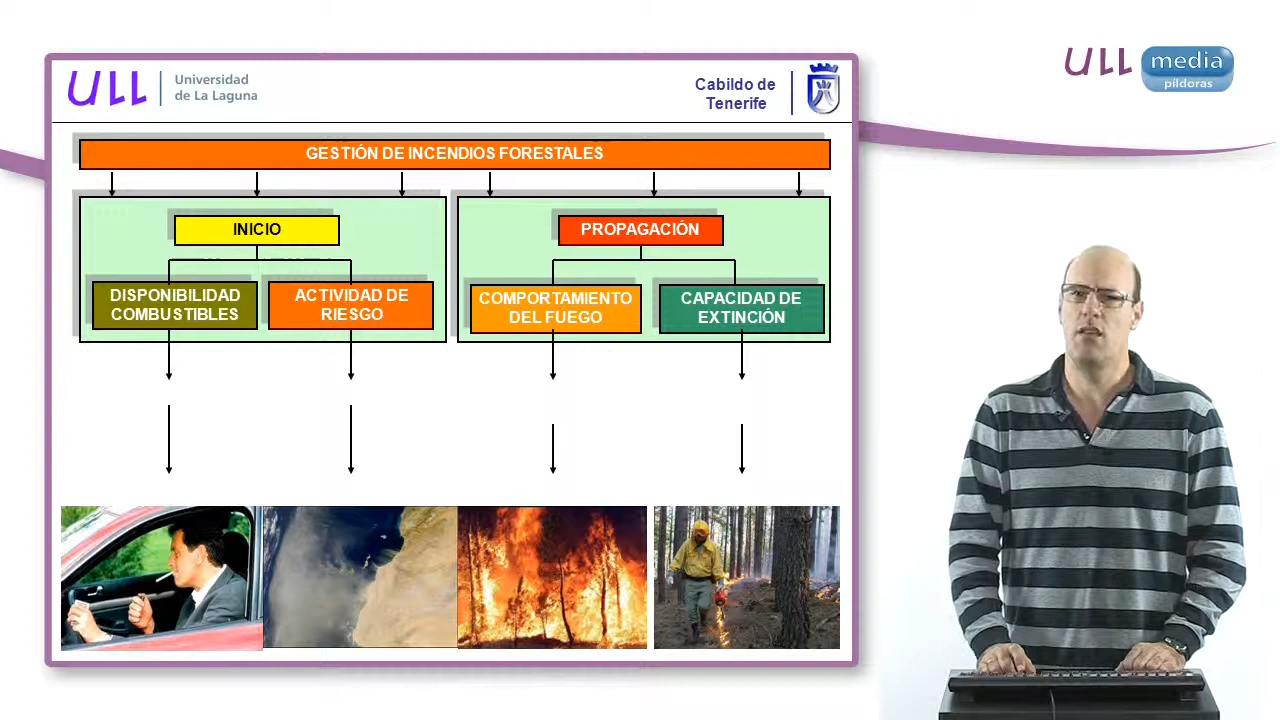 ULL
Universidad
de La Laguna
Cabildo de
Tenerife
ULL media
píldoras
GESTIÓN DE INCENDIOS FORESTALES
INICIO
PROPAGACIÓN
DISPONIBILIDAD
COMBUSTIBLES
ACTIVIDAD DE
RIESGO
COMPORTAMIENTO
DEL FUEGO
CAPACIDAD DE
EXTINCIÓN